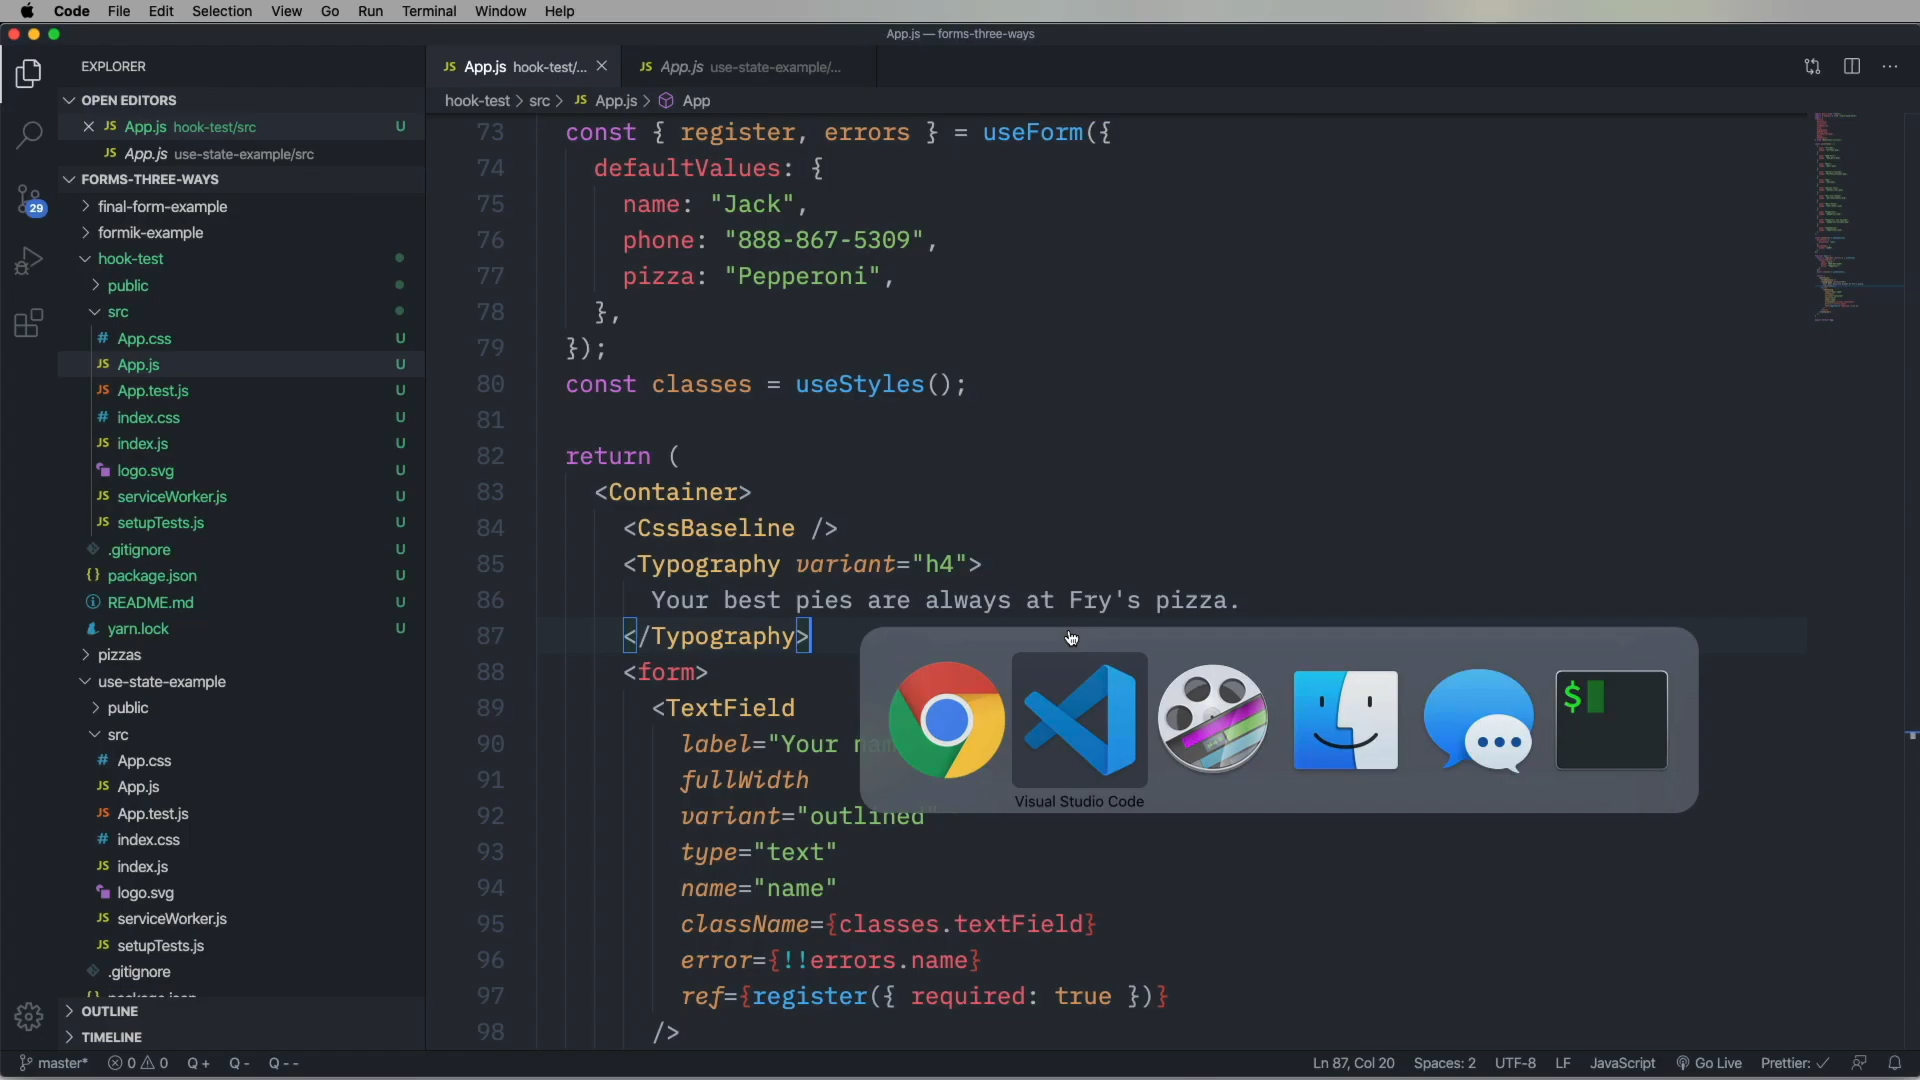 Code File Edit Selection View Go Run Terminal Window Help
App.js — forms-three-ways
EXPLORER
OPEN EDITORS
JS App.js hook-test/src U
JS App.js use-state-example/src
FORMS-THREE-WAYS
final-form-example
formik-example
hook-test
public
src
# App.css U
JS App.js U
JS App.test.js U
# index.css U
JS index.js U
logo.svg U
JS serviceWorker.js U
JS setupTests.js U
.gitignore U
{} package.json U
README.md U
yarn.lock U
pizzas
use-state-example
public
src
# App.css
JS App.js
JS App.test.js
# index.css
JS index.js
logo.svg
JS serviceWorker.js
JS setupTests.js
.gitignore
{} package.json
OUTLINE
TIMELINE
29
JS App.js hook-test/...
JS App.js use-state-example/...
hook-test > src > JS App.js > App
73 const { register, errors } = useForm({
74 defaultValues: {
75 name: "Jack",
76 phone: "888-867-5309",
77 pizza: "Pepperoni",
78 },
79 });
80 const classes = useStyles();
81
82 return (
83 <Container>
84 <CssBaseline />
85 <Typography variant="h4">
86 Your best pies are always at Fry's pizza.
87 </Typography>
88 <form>
89 <TextField
90 label="Your nam
91 fullWidth
92 variant="outlined"
93 type="text"
94 name="name"
95 className={classes.textField}
96 error={!!errors.name}
97 ref={register({ required: true })}
98 />
$
Visual Studio Code
master* 0 0 Q + Q - Q - -
Ln 87, Col 20 Spaces: 2 UTF-8 LF JavaScript Go Live Prettier: ✓